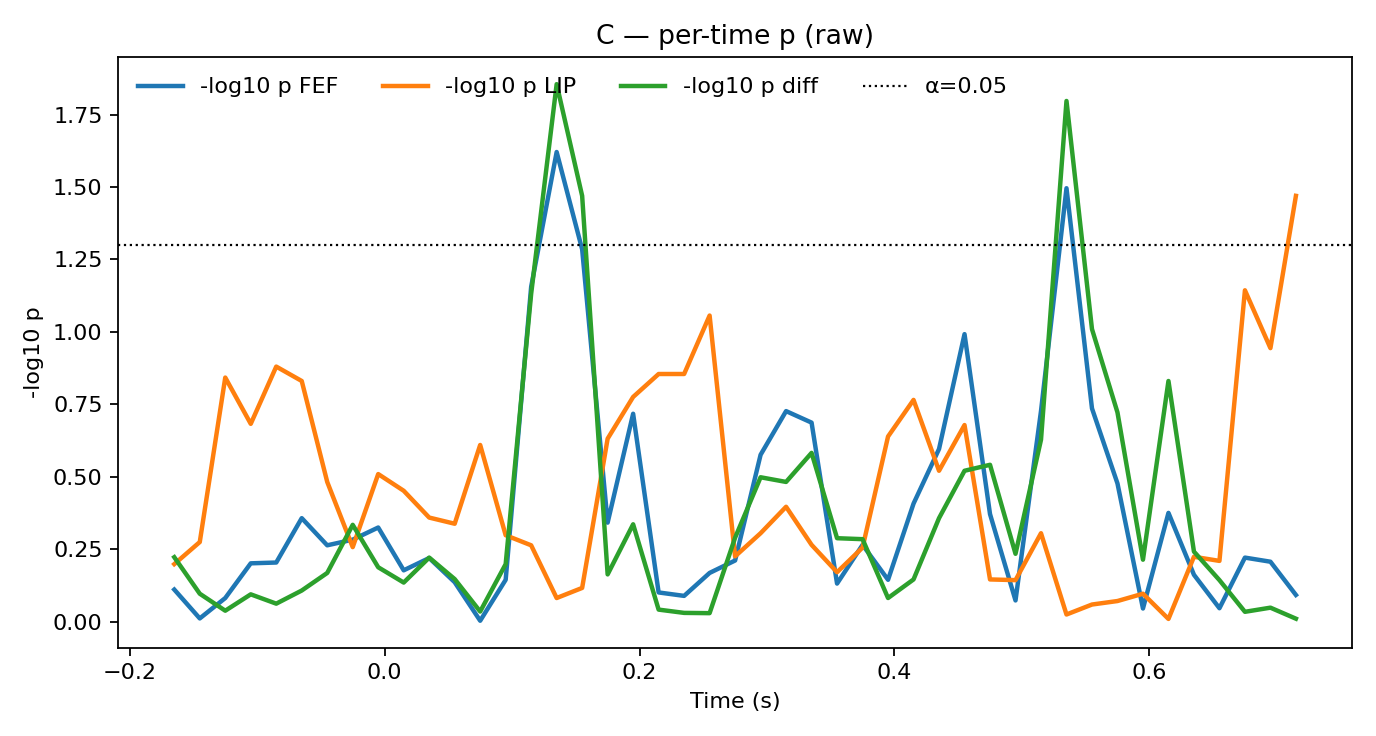 C — per-time p (raw)
-log10 p FEF -log10 p LIP -log10 p diff α=0.05
-log10 p
1.75
1.50
1.25
1.00
0.75
0.50
0.25
0.00
−0.2 0.0 0.2 0.4 0.6
Time (s)